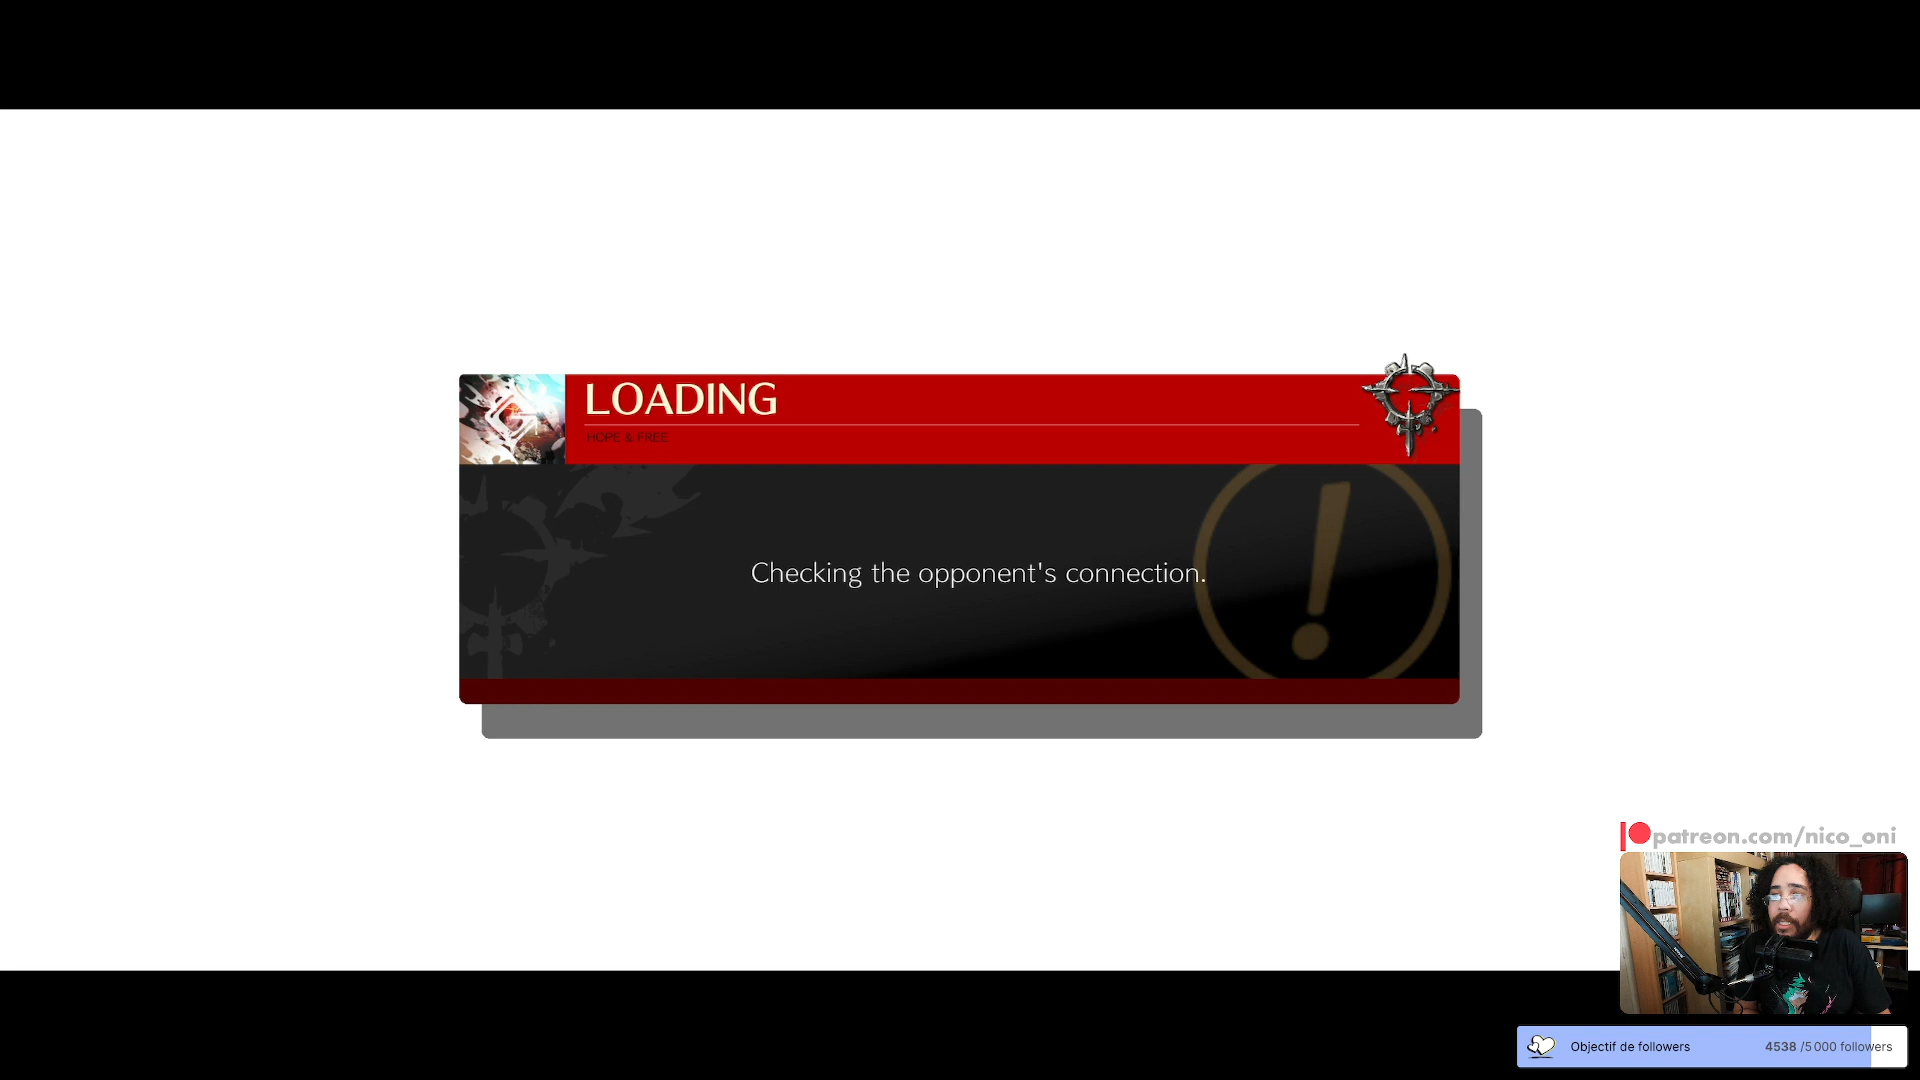 LOADING
HOPE & FREE
Checking the opponent's connection.
patreon.com/nico_oni
Objectif de followers 4538 /5 000 followers